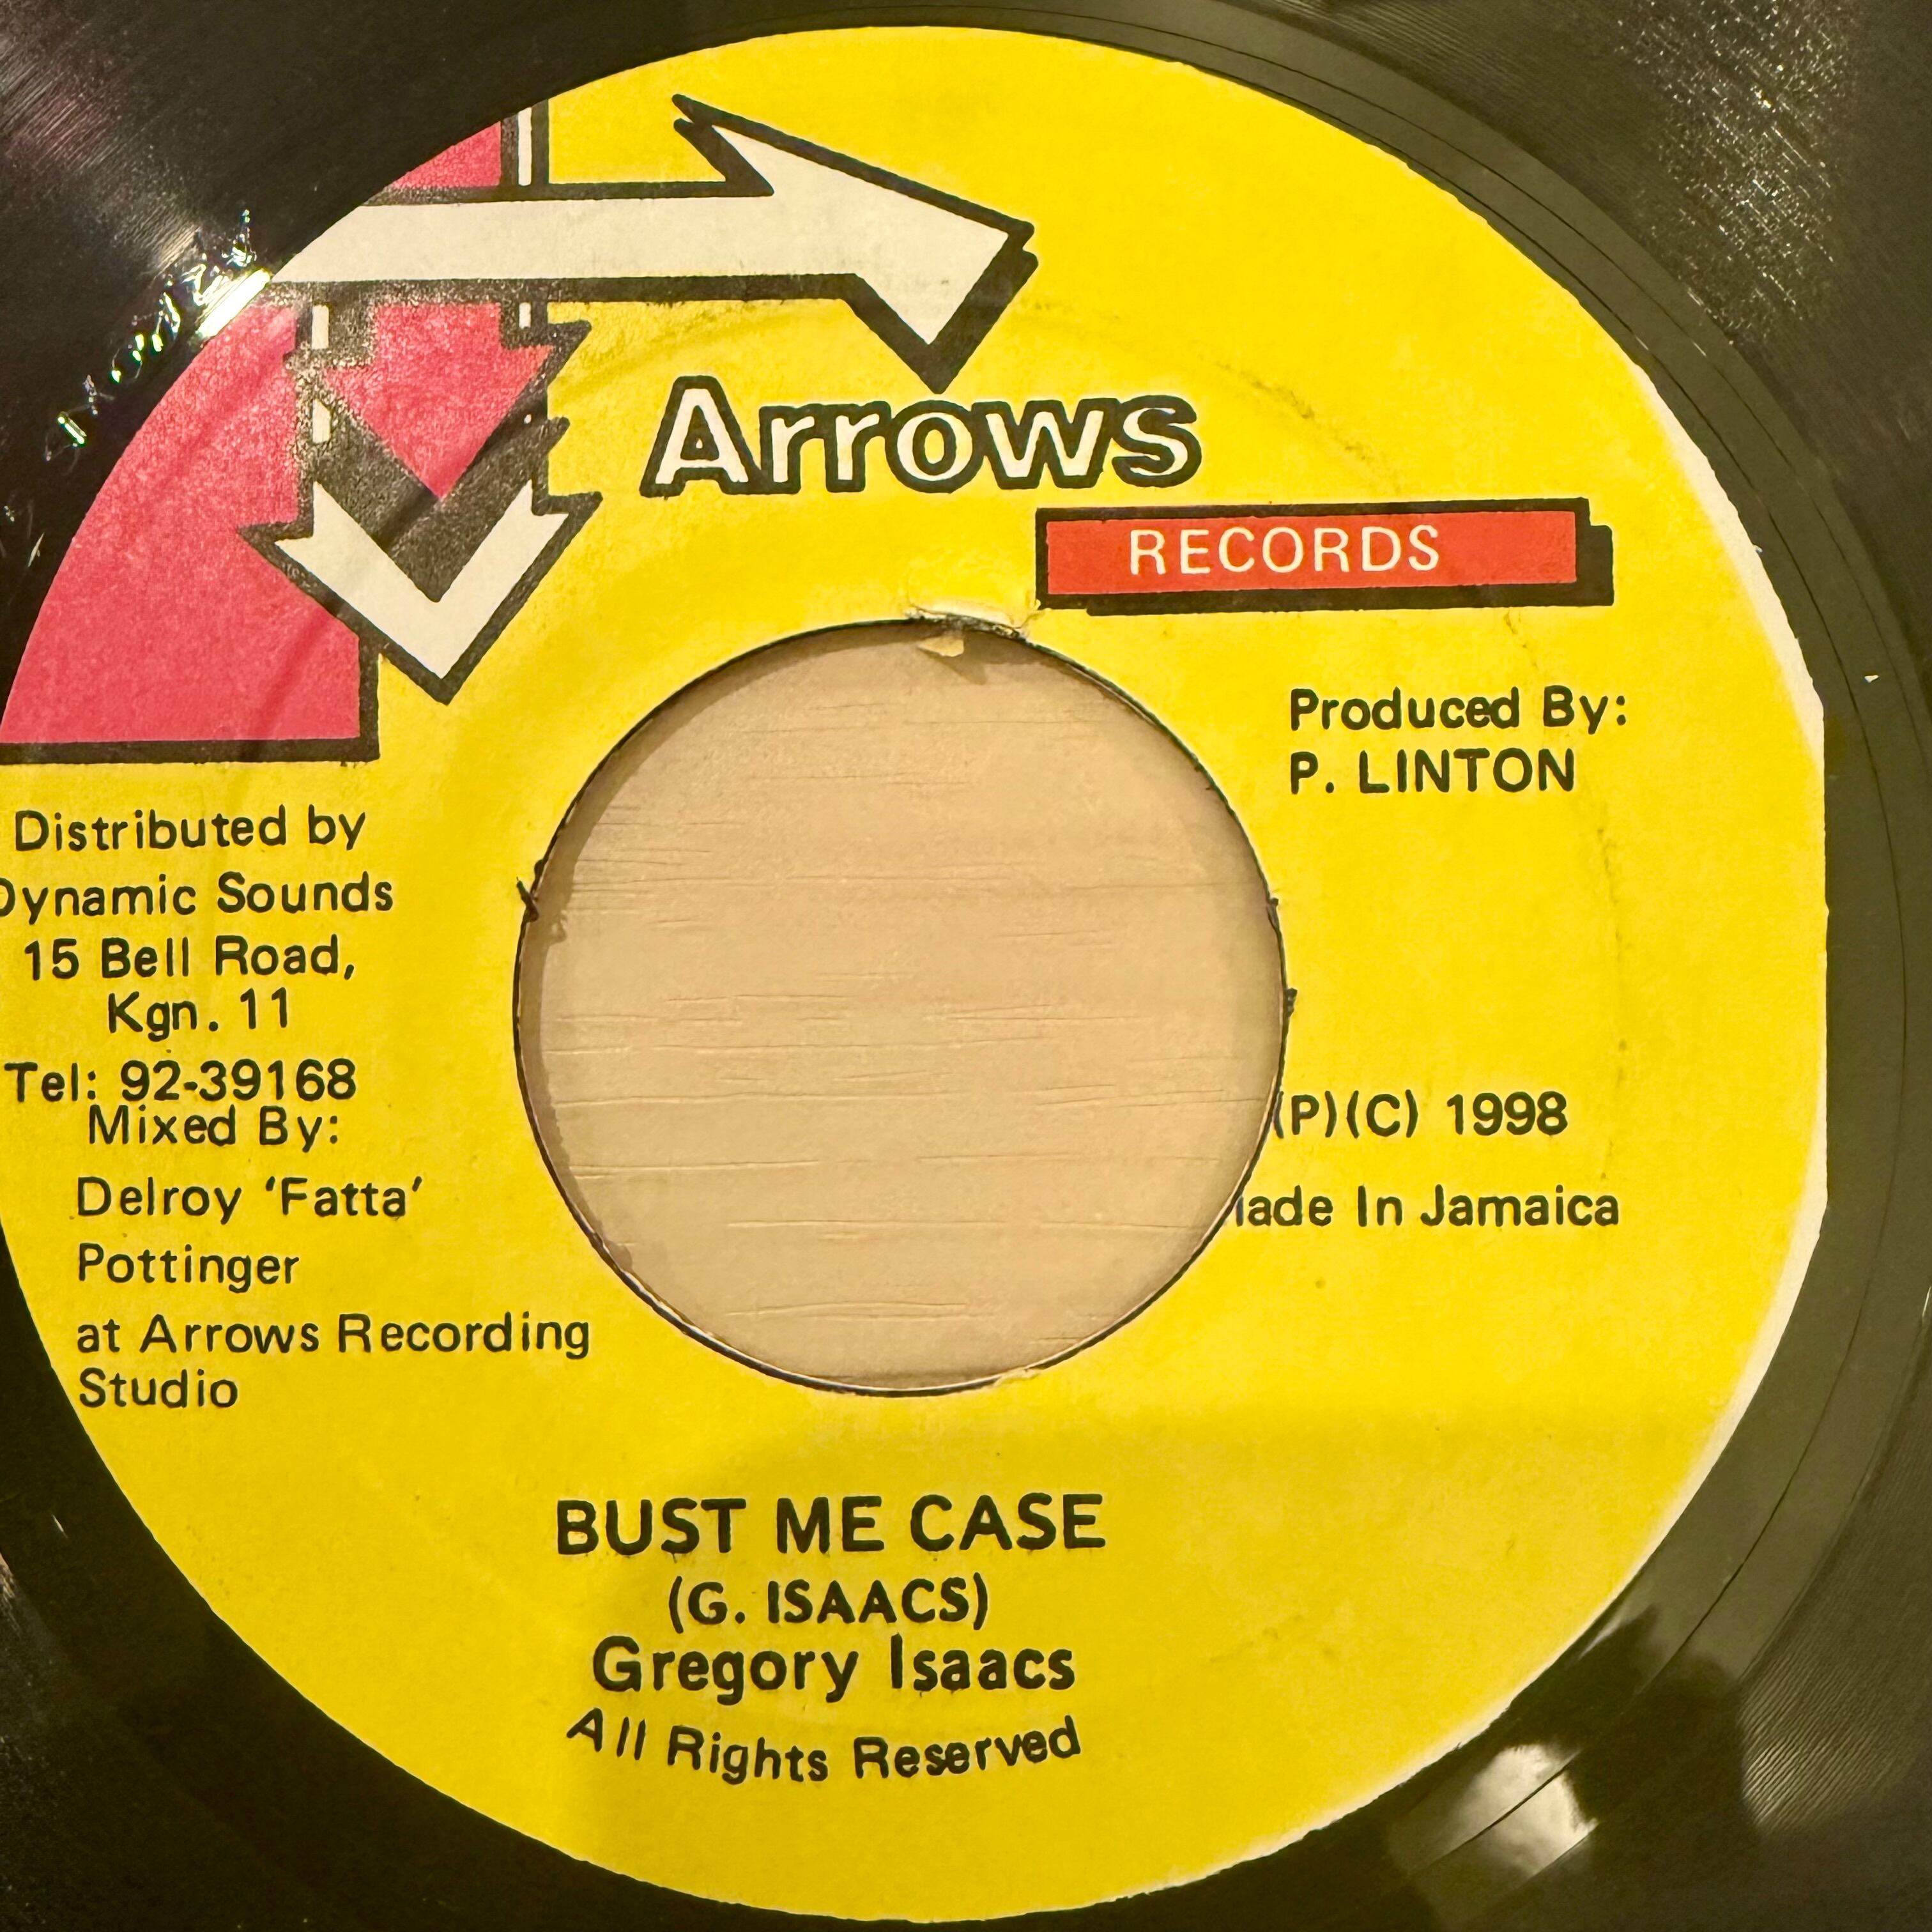 Arrows
RECORDS
Produced By:
P. LINTON
Distributed by
Dynamic Sounds
15 Bell Road,
Kgn. 11
Tel: 92-39168
Mixed By:
Delroy ‘Fatta’
Pottinger
at Arrows Recording
Studio
(P)(C) 1998
Made In Jamaica
BUST ME CASE
(G. ISAACS)
Gregory Isaacs
All Rights Reserved